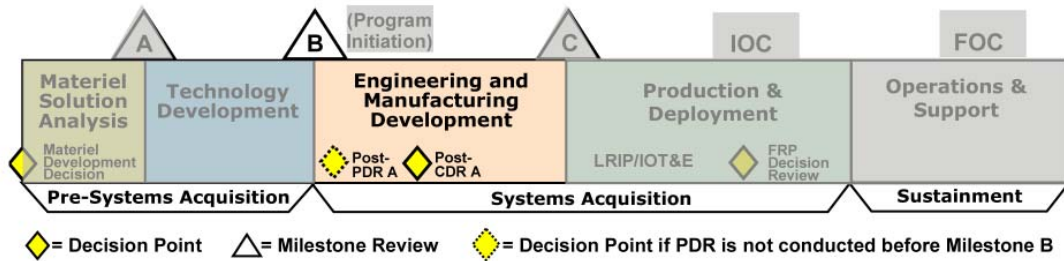 A
B
(Program
Initiation)
C
IOC
FOC
Materiel
Solution
Analysis
Materiel
Development
Decision
Technology
Development
Engineering and
Manufacturing
Development
Post-
PDR A
Post-
CDR A
Production &
Deployment
LRIP/IOT&E
FRP
Decision
Review
Operations &
Support
Pre-Systems Acquisition
Systems Acquisition
Sustainment
= Decision Point
= Milestone Review
= Decision Point if PDR is not conducted before Milestone B